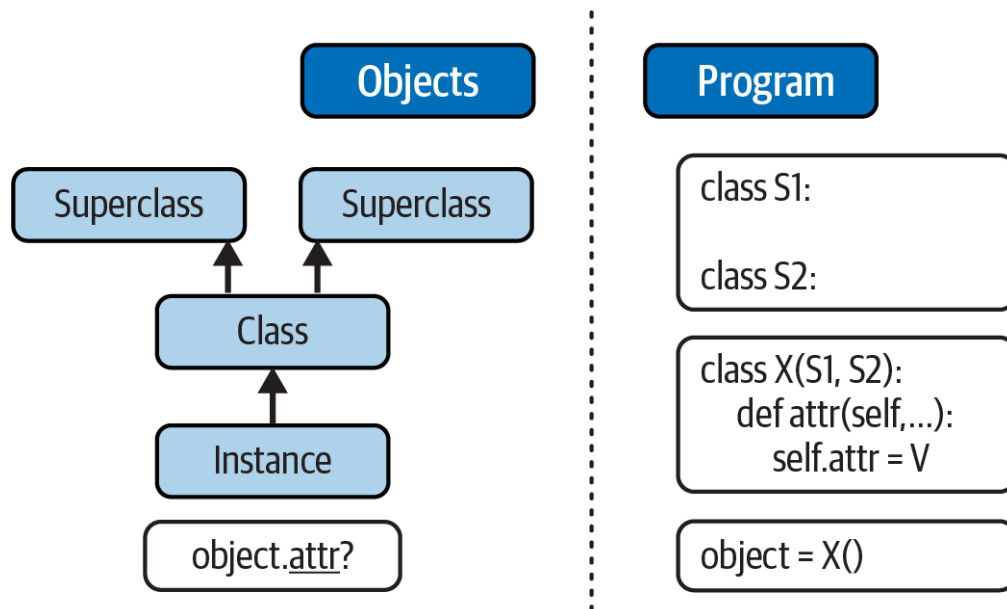 Objects
Superclass
Superclass
Class
Instance
object.attr?
Program
class S1:
class S2:
class X(S1, S2):
def attr(self,...):
self.attr = V
object = X()